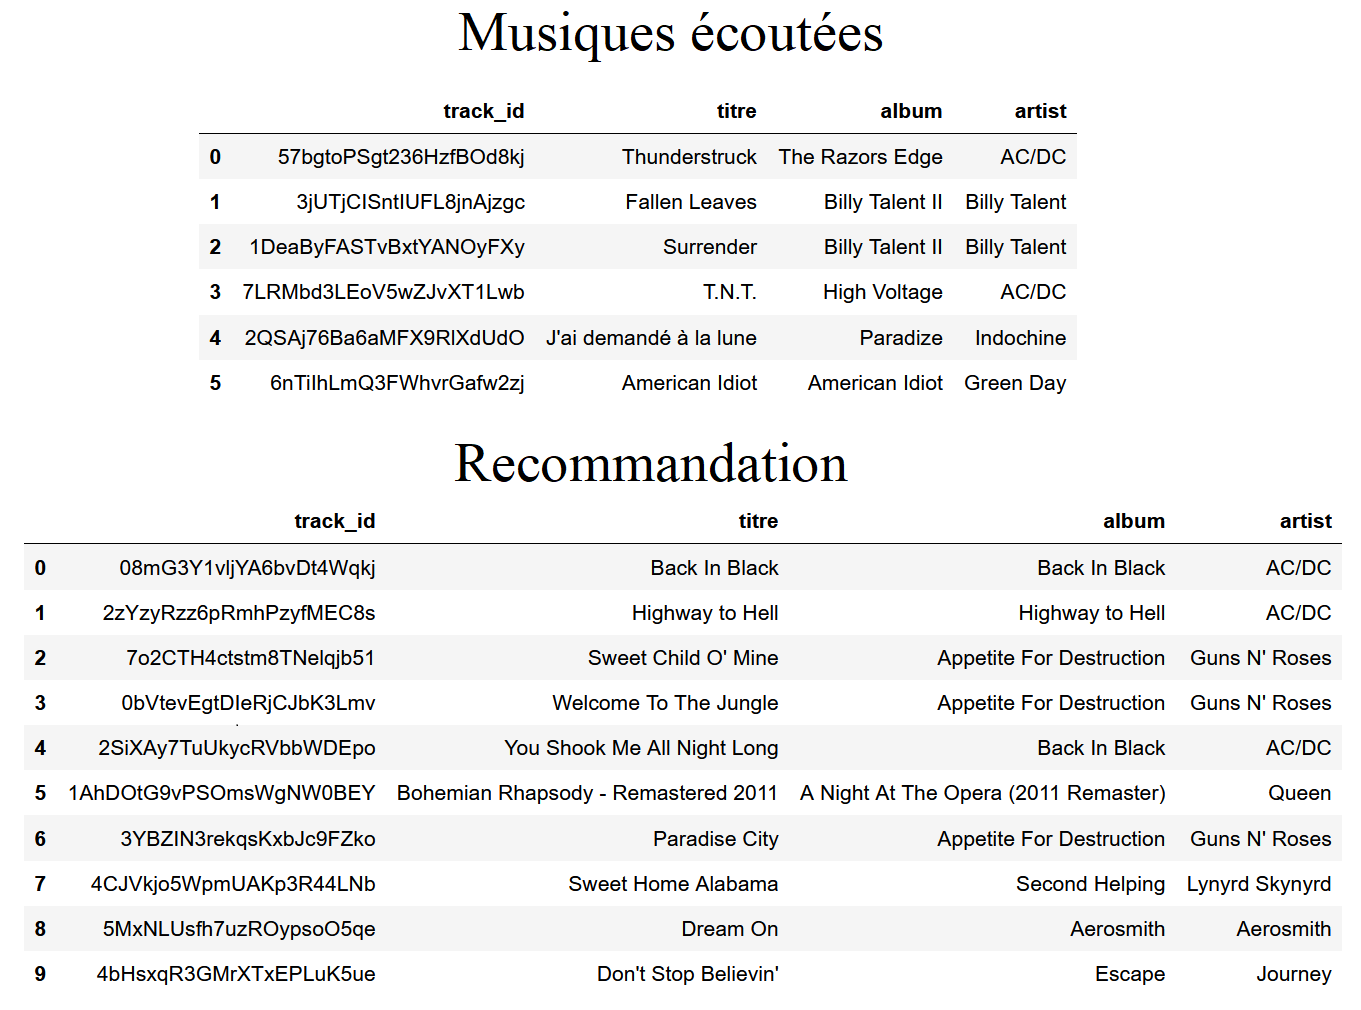 Musiques écoutées
track_id titre album artist
0 57bgtoPSgt236HzfBOd8kj Thunderstruck The Razors Edge AC/DC
1 3jUTjCISntIUFL8jnAjzgc Fallen Leaves Billy Talent II Billy Talent
2 1DeaByFASTvBxtYANOyFXy Surrender Billy Talent II Billy Talent
3 7LRMbd3LEoV5wZJvXT1Lwb T.N.T. High Voltage AC/DC
4 2QSAj76Ba6aMFX9RlXdUdO J'ai demandé à la lune Paradize Indochine
5 6nTiIhLmQ3FWhvrGafw2zj American Idiot American Idiot Green Day
Recommandation
track_id titre album artist
0 08mG3Y1vljYA6bvDt4Wqkj Back In Black Back In Black AC/DC
1 2zYzyRzz6pRmhPzyfMEC8s Highway to Hell Highway to Hell AC/DC
2 7o2CTH4ctstm8TNelqjb51 Sweet Child O' Mine Appetite For Destruction Guns N' Roses
3 0bVtevEgtDIeRjCJbK3Lmv Welcome To The Jungle Appetite For Destruction Guns N' Roses
4 2SiXAy7TuUkycRVbbWDEpo You Shook Me All Night Long Back In Black AC/DC
5 1AhDOtG9vPSOmsWgNW0BEY Bohemian Rhapsody - Remastered 2011 A Night At The Opera (2011 Remaster) Queen
6 3YBZIN3rekqsKxbJc9FZko Paradise City Appetite For Destruction Guns N' Roses
7 4CJVkjo5WpmUAKp3R44LNb Sweet Home Alabama Second Helping Lynyrd Skynyrd
8 5MxNLUsfh7uzROypsoO5qe Dream On Aerosmith Aerosmith
9 4bHsxqR3GMrXTxEPLuK5ue Don't Stop Believin' Escape Journey